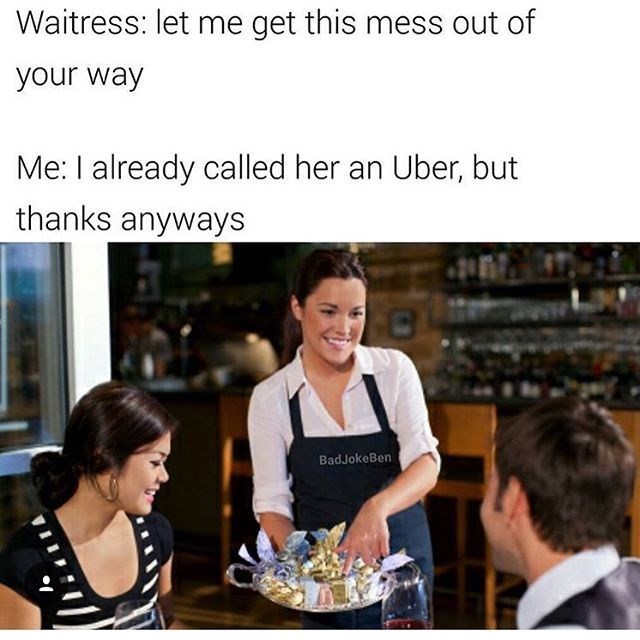 Waitress: let me get this mess out of
your way
Me: I already called her an Uber, but
thanks anyways
BadJokeBen